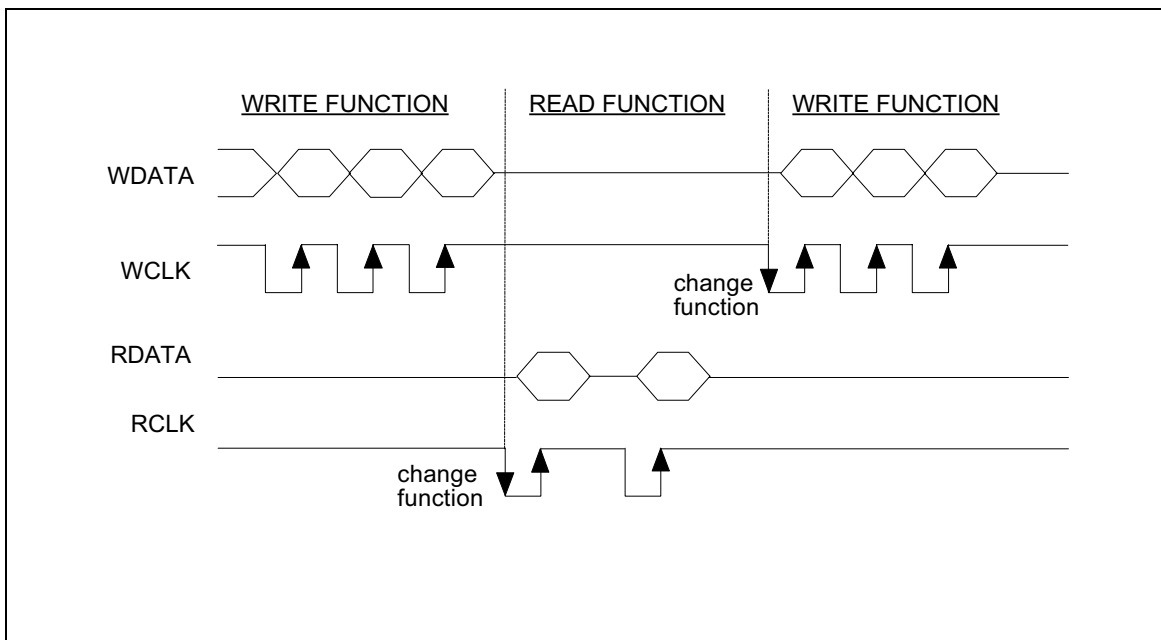 WRITE FUNCTION READ FUNCTION WRITE FUNCTION
WDATA
WCLK
change
function
RDATA
RCLK
change
function